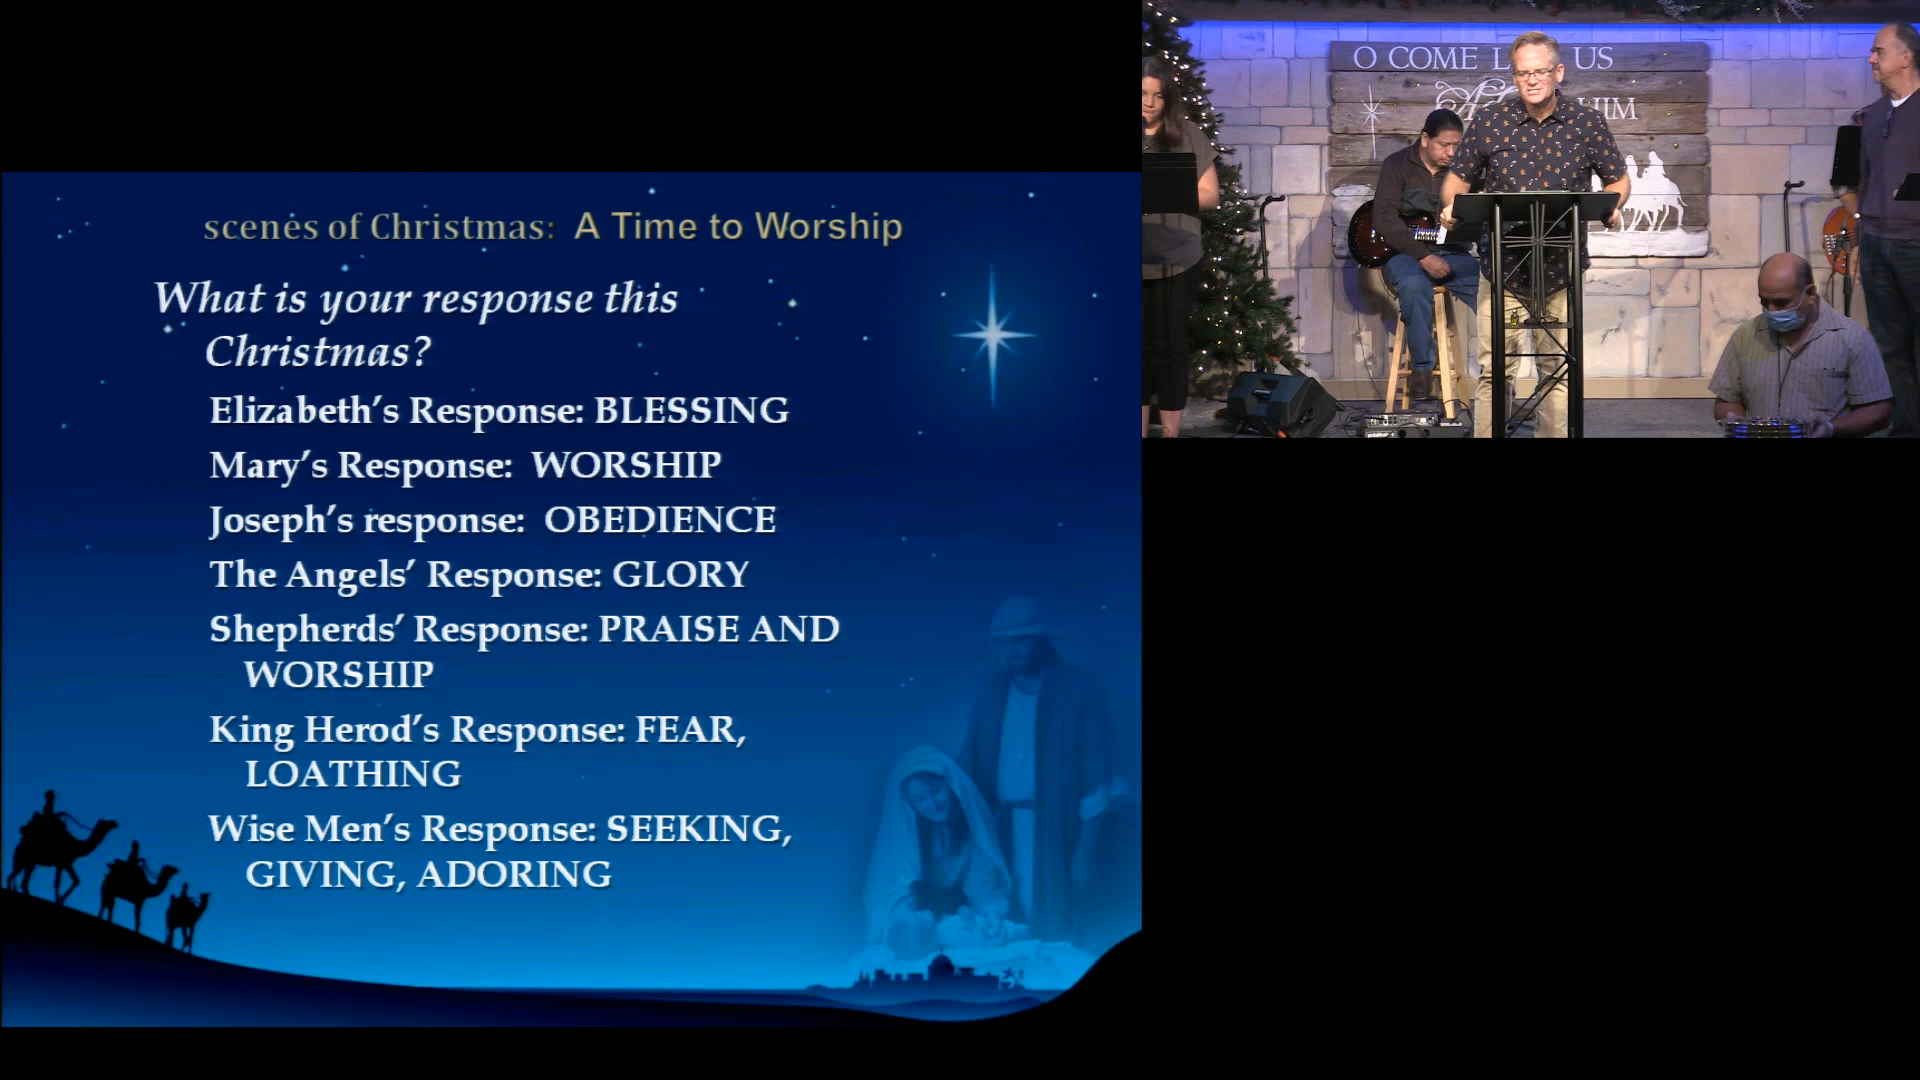 scenes of Christmas: A Time to Worship
What is your response this
Christmas?
Elizabeth’s Response: BLESSING
Mary’s Response: WORSHIP
Joseph’s response: OBEDIENCE
The Angels’ Response: GLORY
Shepherds’ Response: PRAISE AND
WORSHIP
King Herod’s Response: FEAR,
LOATHING
Wise Men’s Response: SEEKING,
GIVING, ADORING
O COME L US
HIM